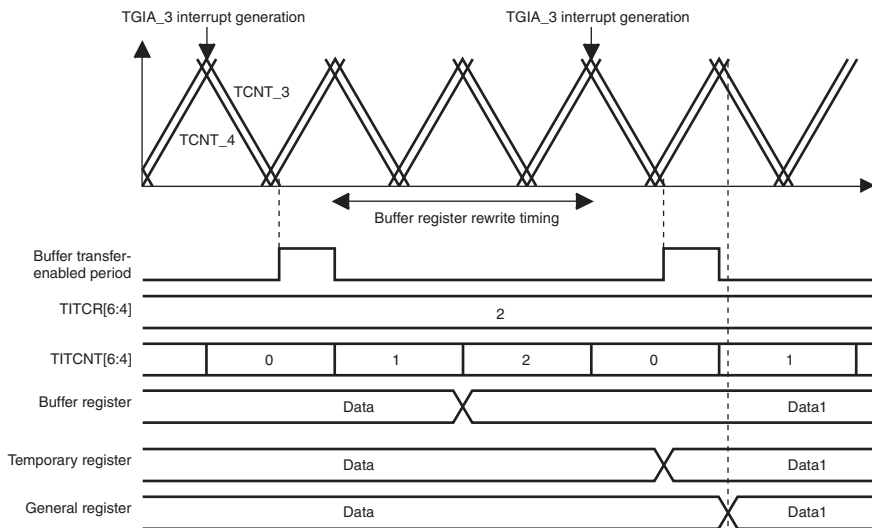 TGIA_3 interrupt generation
TGIA_3 interrupt generation
TCNT_3
TCNT_4
Buffer register rewrite timing
Buffer transfer-
enabled period
TITCR[6:4]
2
TITCNT[6:4]
0
1
2
0
1
Buffer register
Data
Data1
Temporary register
Data
Data1
General register
Data
Data1